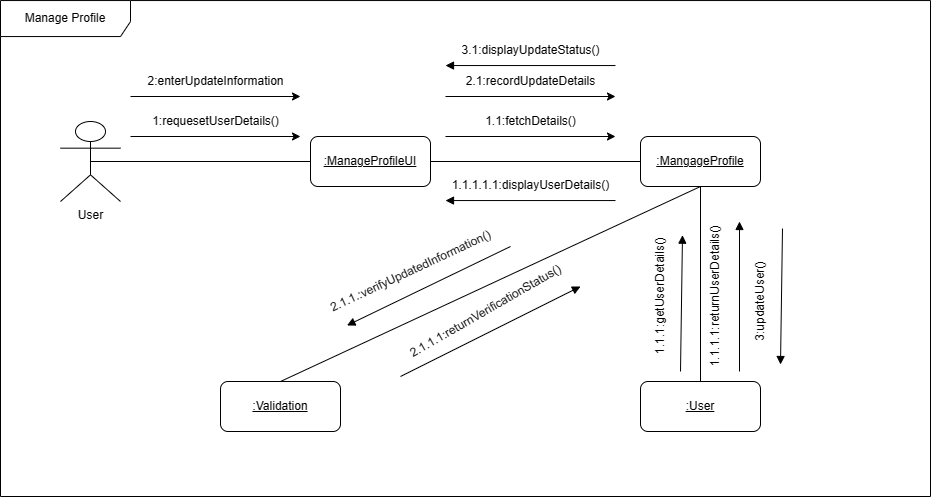 Manage Profile
3.1:displayUpdateStatus()
2:enterUpdateInformation
2.1:recordUpdateDetails
1:requesetUserDetails()
1.1:fetchDetails()
:ManageProfileUI
:MangageProfile
User
1.1.1.1.1:displayUserDetails()
2.1.1.:verifyUpdatedInformation()
2.1.1.1:returnVerificationStatus()
1.1.1:getUserDetails()
1.1.1.1:returnUserDetails()
3:updateUser()
:Validation
:User